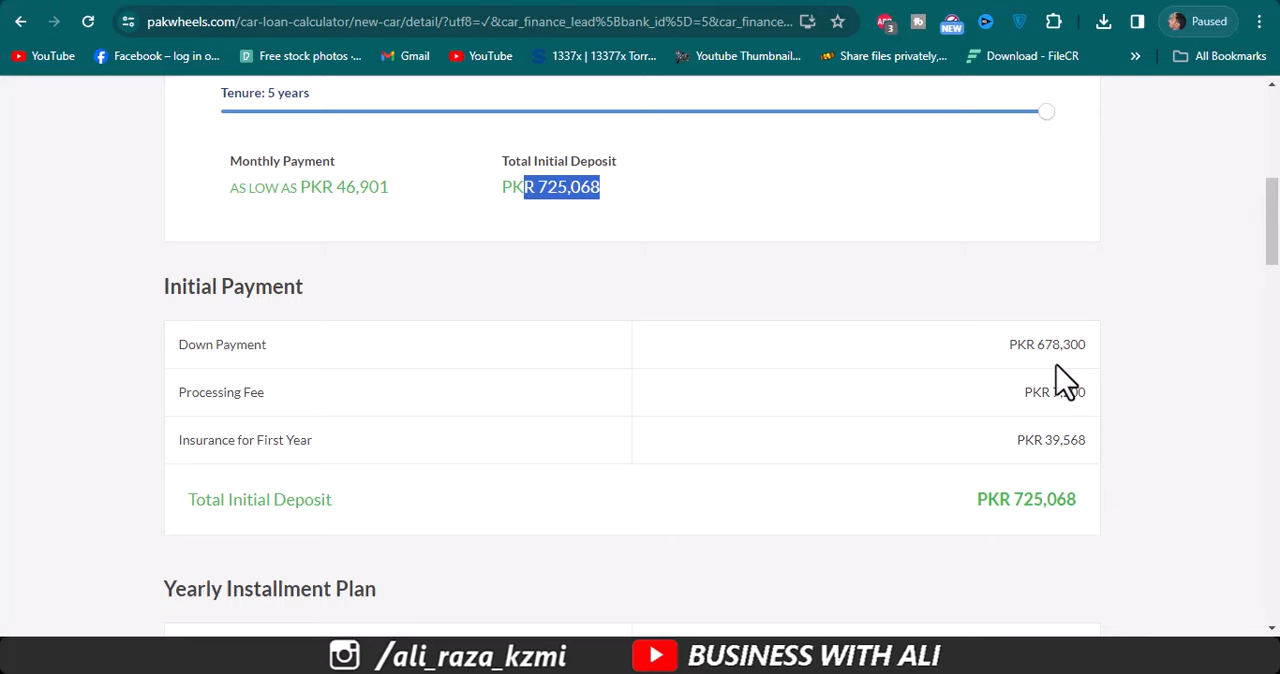 pakwheels.com/car-loan-calculator/new-car/detail/?utf8=✓&car_finance_lead%5Bbank_id%5D=5&car_finance...
3
NEW
Paused
YouTube
Facebook – log in o...
Free stock photos -...
Gmail
YouTube
1337x | 13377x Torr...
Youtube Thumbnail...
Share files privately,...
Download - FileCR
»
All Bookmarks
Tenure: 5 years
Monthly Payment
Total Initial Deposit
AS LOW AS PKR 46,901
PKR 725,068
Initial Payment
Down Payment
PKR 678,300
Processing Fee
PKR
Insurance for First Year
PKR 39,568
Total Initial Deposit
PKR 725,068
Yearly Installment Plan
/ali_raza_kzmi
BUSINESS WITH ALI